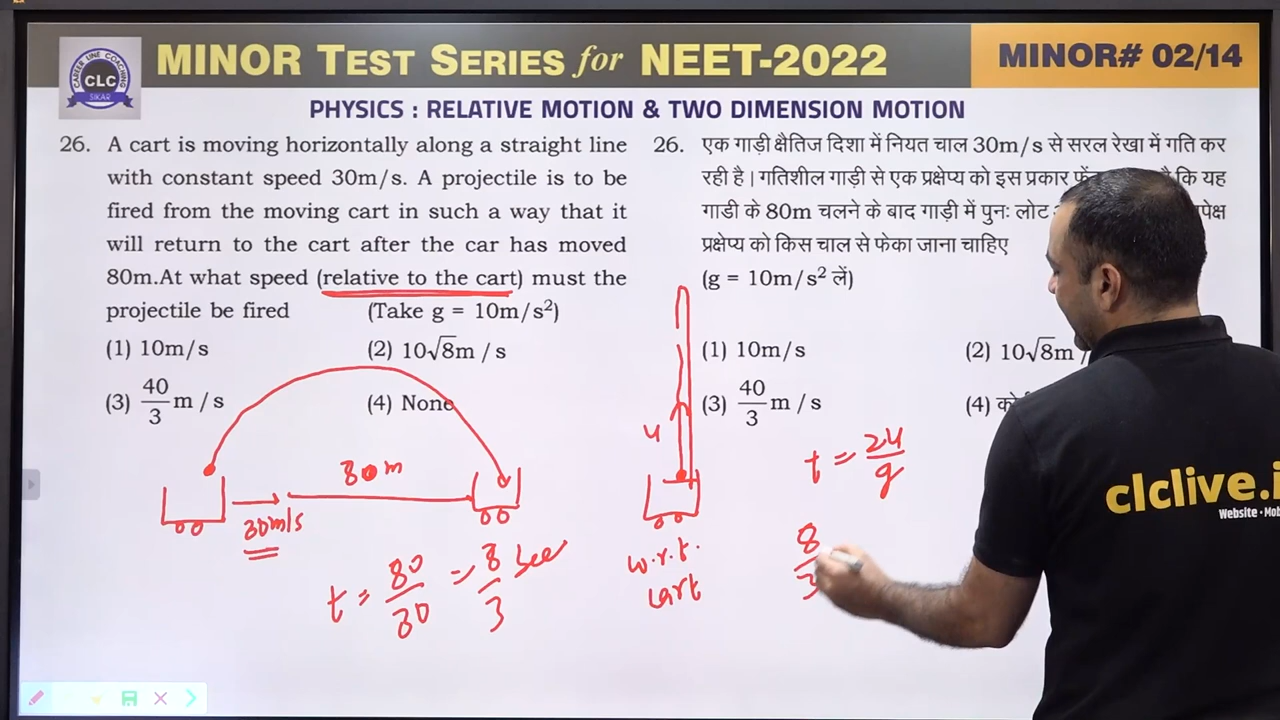 CAREER LINE COACHING
CLC
SIKAR
MINOR TEST SERIES for NEET-2022
MINOR# 02/14
PHYSICS : RELATIVE MOTION & TWO DIMENSION MOTION
26. A cart is moving horizontally along a straight line
with constant speed 30m/s. A projectile is to be
fired from the moving cart in such a way that it
will return to the cart after the car has moved
80m.At what speed (relative to the cart) must the
projectile be fired (Take g = 10m/s²)
(1) 10m/s (2) 10√8m / s
(3) 40/3 m / s (4) None
26. एक गाड़ी क्षैतिज दिशा में नियत चाल 30m/s से सरल रेखा में गति कर
रही है। गतिशील गाड़ी से एक प्रक्षेप्य को इस प्रकार कि यह
गाडी के 80m चलने के बाद गाड़ी में पुनः लोट
प्रक्षेप्य को किस चाल से फेका जाना चाहिए
(g = 10m/s² लें)
(1) 10m/s (2) 10√8m
(3) 40/3 m / s (4)
80m
30m/s
t = 80/30 = 8/3 sec
u
w.r.t.
cart
t = 2u/g
8/3
clclive.i
Website